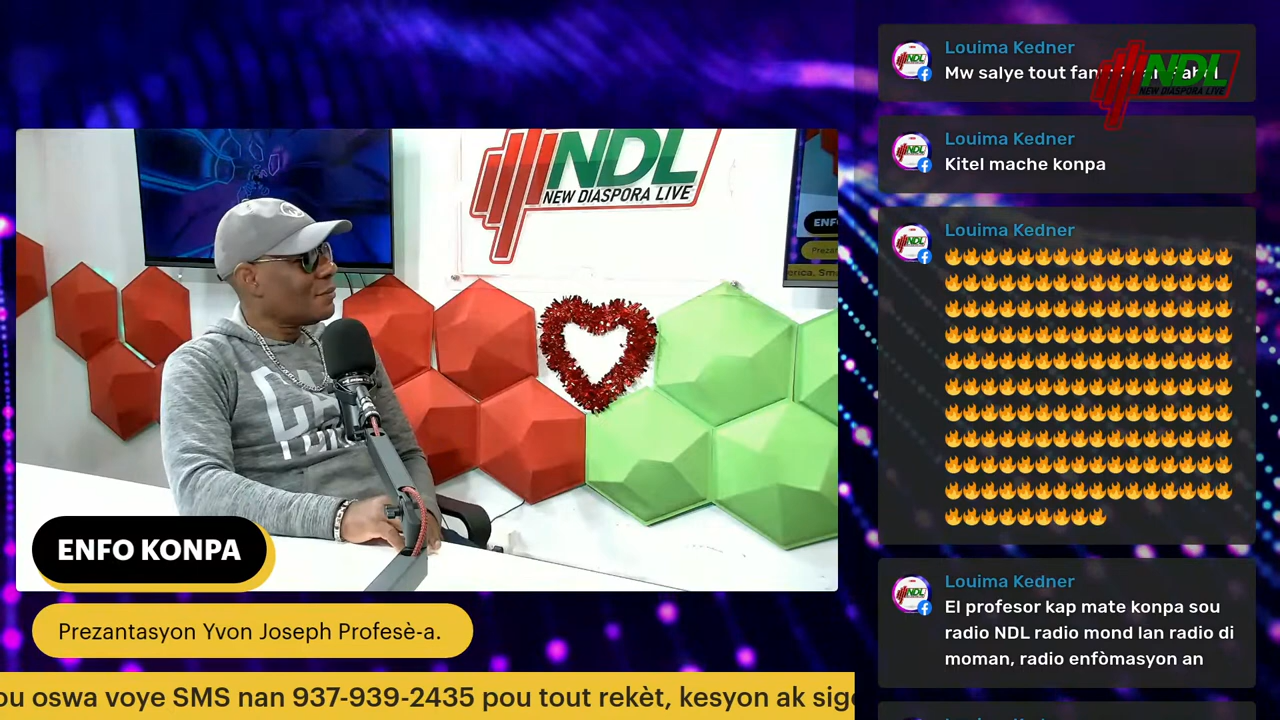 Louima Kedner
Mw salye tout
NDL
NEW DIASPORA LIVE
Louima Kedner
Kitel mache konpa
Louima Kedner
🔥🔥🔥🔥🔥🔥🔥🔥🔥🔥🔥🔥🔥🔥🔥🔥
🔥🔥🔥🔥🔥🔥🔥🔥🔥🔥🔥🔥🔥🔥🔥🔥
🔥🔥🔥🔥🔥🔥🔥🔥🔥🔥🔥🔥🔥🔥🔥🔥
🔥🔥🔥🔥🔥🔥🔥🔥🔥🔥🔥🔥🔥🔥🔥🔥
🔥🔥🔥🔥🔥🔥🔥🔥🔥🔥🔥🔥🔥🔥🔥🔥
🔥🔥🔥🔥🔥🔥🔥🔥🔥🔥🔥🔥🔥🔥🔥🔥
🔥🔥🔥🔥🔥🔥🔥🔥🔥🔥🔥🔥🔥🔥🔥🔥
🔥🔥🔥🔥🔥🔥🔥🔥🔥🔥🔥🔥🔥🔥🔥🔥
🔥🔥🔥🔥🔥🔥🔥🔥🔥🔥🔥🔥🔥🔥🔥🔥
🔥🔥🔥🔥🔥🔥🔥🔥🔥🔥🔥🔥🔥🔥🔥🔥
🔥🔥🔥🔥🔥🔥🔥🔥🔥
Louima Kedner
El profesor kap mate konpa sou
radio NDL radio mond lan radio di
moman, radio enfòmasyon an
NDL
NEW DIASPORA LIVE
ENFO KONPA
Prezantasyon Yvon Joseph Profesè-a.
ou oswa voye SMS nan 937-939-2435 pou tout rekèt, kesyon ak sig